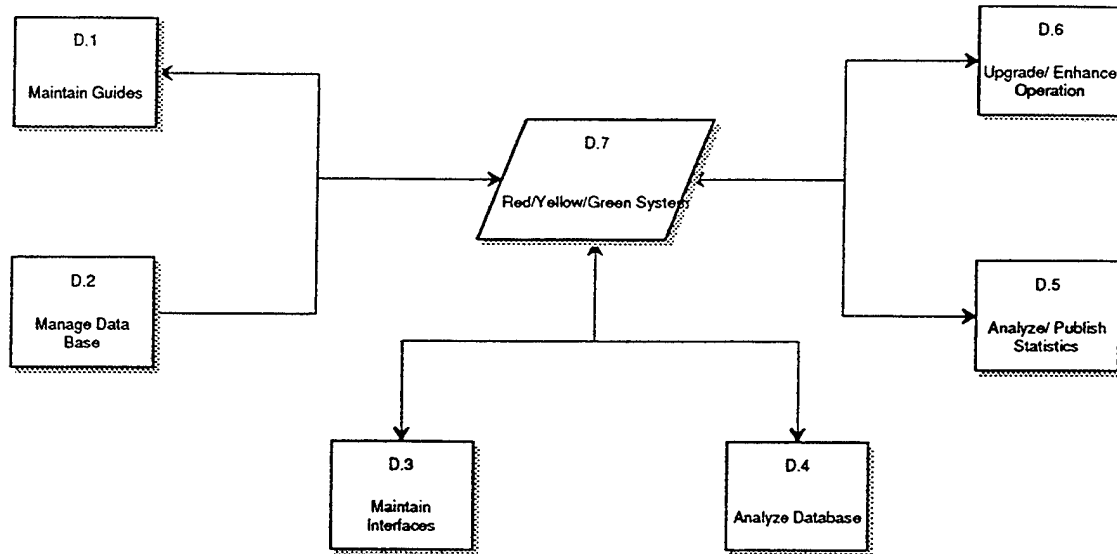 D.1
Maintain Guides
D.6
Upgrade/ Enhance
Operation
D.7
Red/Yellow/Green System
D.2
Manage Data
Base
D.5
Analyze/ Publish
Statistics
D.3
Maintain
Interfaces
D.4
Analyze Database